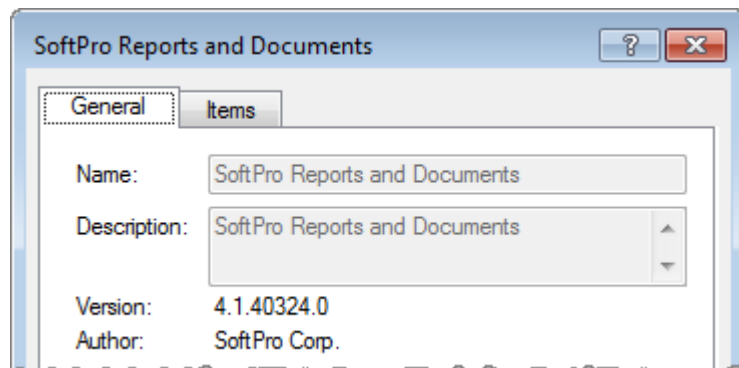 SoftPro Reports and Documents
General Items
Name: SoftPro Reports and Documents
Description: SoftPro Reports and Documents
Version: 4.1.40324.0
Author: SoftPro Corp.